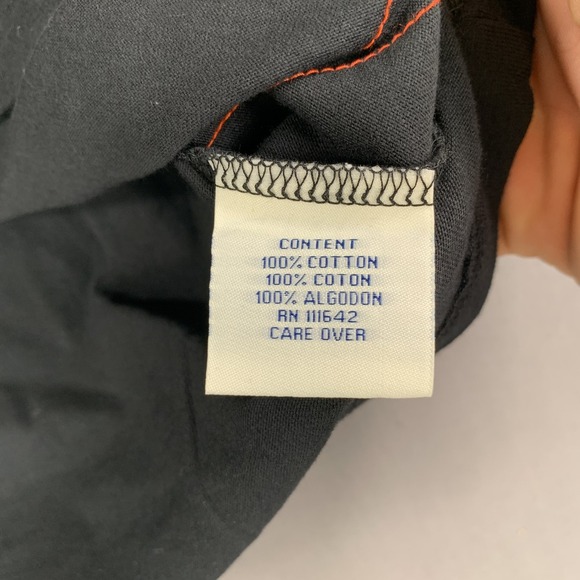 CONTENT
100% COTTON
100% COTON
100% ALGODON
RN 111642
CARE OVER